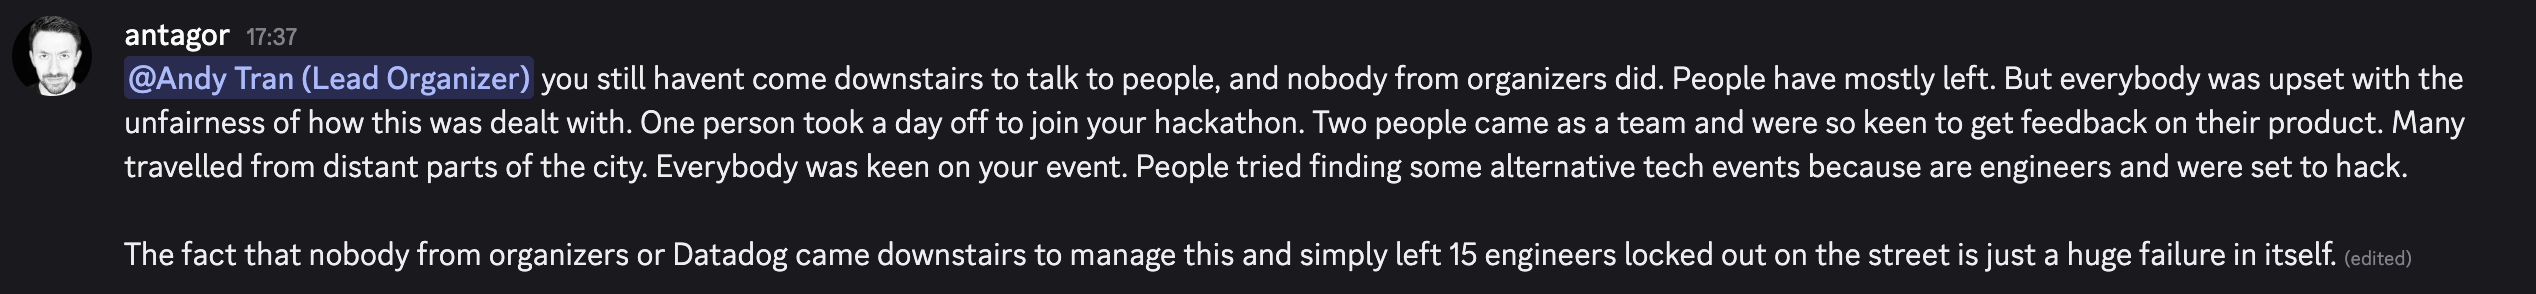 antagor 17:37
@Andy Tran (Lead Organizer) you still havent come downstairs to talk to people, and nobody from organizers did. People have mostly left. But everybody was upset with the
unfairness of how this was dealt with. One person took a day off to join your hackathon. Two people came as a team and were so keen to get feedback on their product. Many
travelled from distant parts of the city. Everybody was keen on your event. People tried finding some alternative tech events because are engineers and were set to hack.
The fact that nobody from organizers or Datadog came downstairs to manage this and simply left 15 engineers locked out on the street is just a huge failure in itself. (edited)